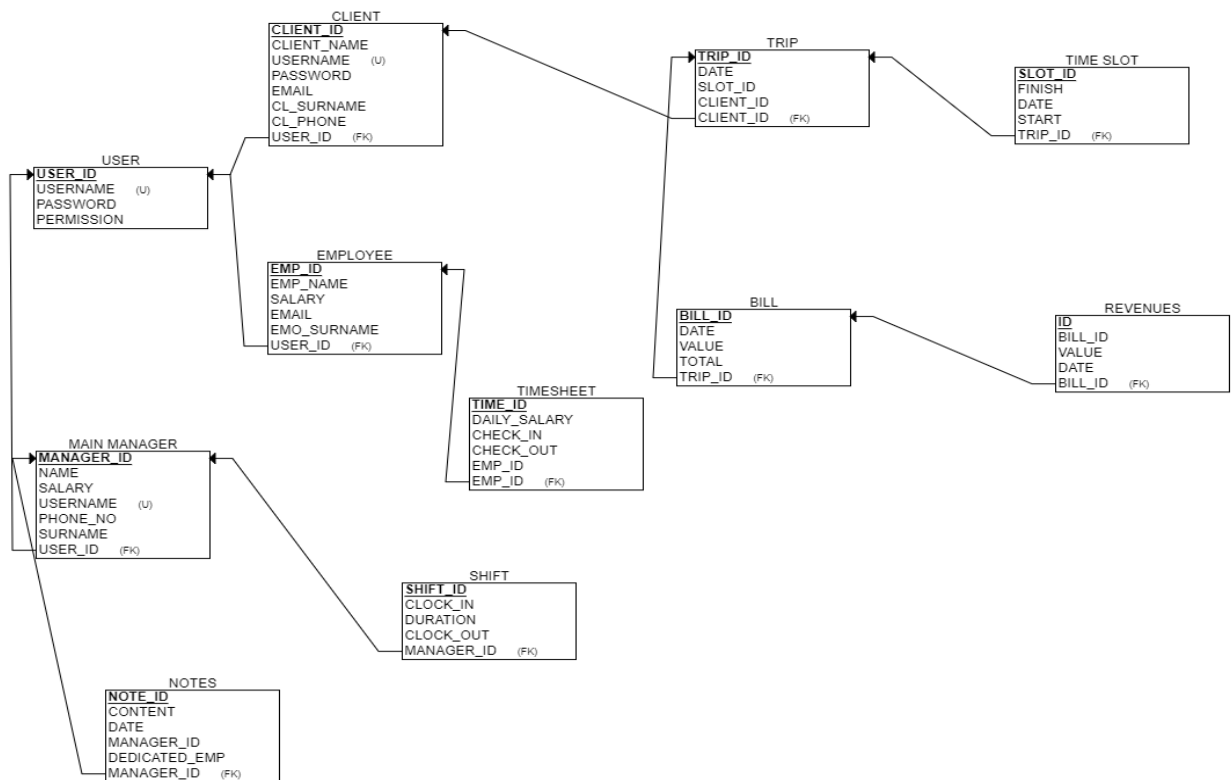 CLIENT
CLIENT_ID
CLIENT_NAME
USERNAME (U)
PASSWORD
EMAIL
CL_SURNAME
CL_PHONE
USER_ID (FK)
TRIP
TRIP_ID
DATE
SLOT_ID
CLIENT_ID
CLIENT_ID (FK)
TIME SLOT
SLOT_ID
FINISH
DATE
START
TRIP_ID (FK)
USER
USER_ID
USERNAME (U)
PASSWORD
PERMISSION
EMPLOYEE
EMP_ID
EMP_NAME
SALARY
EMAIL
EMO_SURNAME
USER_ID (FK)
BILL
BILL_ID
DATE
VALUE
TOTAL
TRIP_ID (FK)
REVENUES
ID
BILL_ID
VALUE
DATE
BILL_ID (FK)
TIMESHEET
TIME_ID
DAILY_SALARY
CHECK_IN
CHECK_OUT
EMP_ID
EMP_ID (FK)
MAIN MANAGER
MANAGER_ID
NAME
SALARY
USERNAME (U)
PHONE_NO
SURNAME
USER_ID (FK)
SHIFT
SHIFT_ID
CLOCK_IN
DURATION
CLOCK_OUT
MANAGER_ID (FK)
NOTES
NOTE_ID
CONTENT
DATE
MANAGER_ID
DEDICATED_EMP
MANAGER_ID (FK)